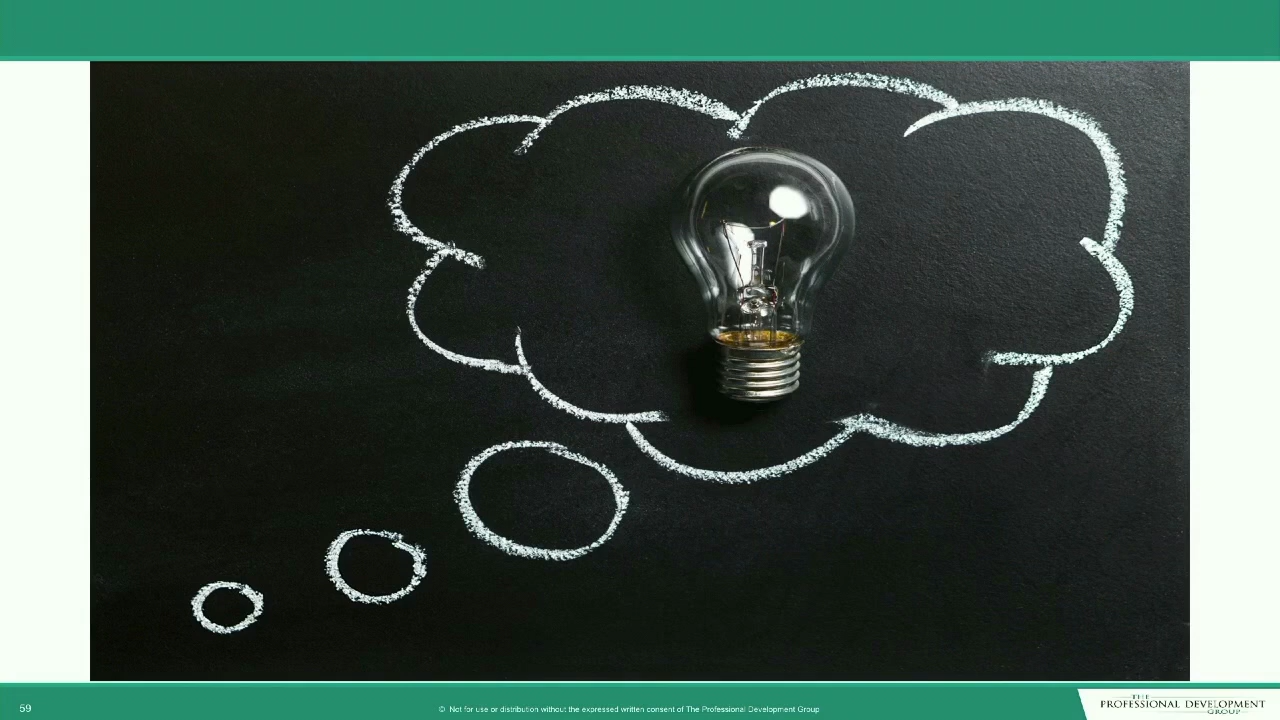 59
© Not for use or distribution without the expressed written consent of The Professional Development Group
THE
PROFESSIONAL DEVELOPMENT
GROUP